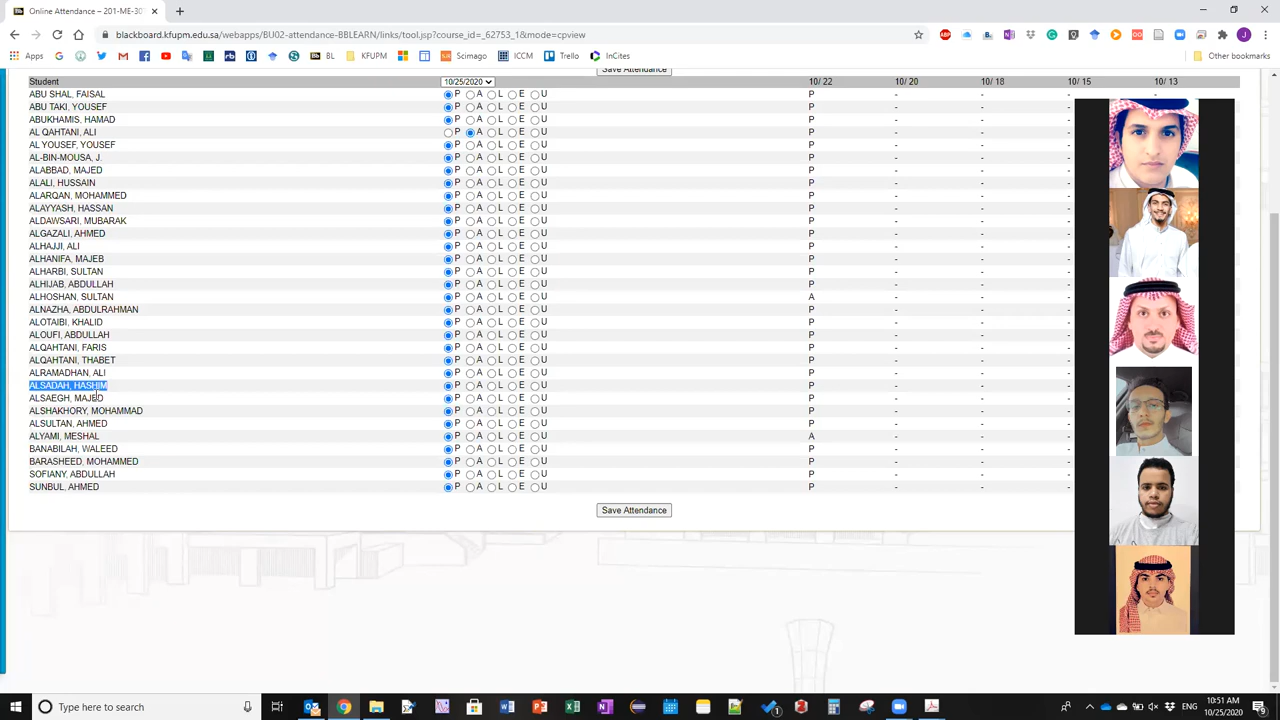 Online Attendance – 201-ME-30
blackboard.kfupm.edu.sa/webapps/BU02-attendance-BBLEARN/links/tool.jsp?course_id=_62753_1&mode=cpview
Apps BL KFUPM Scimago ICCM Trello InCites Other bookmarks
Save Attendance
Student 10/25/2020 10/ 22 10/ 20 10/ 18 10/ 15 10/ 13
ABU SHAL, FAISAL P A L E U P - - - -
ABU TAKI, YOUSEF P A L E U P - - -
ABUKHAMIS, HAMAD P A L E U P - - -
AL QAHTANI, ALI P A L E U P - - -
AL YOUSEF, YOUSEF P A L E U P - - -
AL-BIN-MOUSA, J. P A L E U P - - -
ALABBAD, MAJED P A L E U P - - -
ALALI, HUSSAIN P A L E U P - - -
ALARQAN, MOHAMMED P A L E U P - - -
ALAYYASH, HASSAN P A L E U P - - -
ALDAWSARI, MUBARAK P A L E U P - - -
ALGAZALI, AHMED P A L E U P - - -
ALHAJJI, ALI P A L E U P - - -
ALHANIFA, MAJEB P A L E U P - - -
ALHARBI, SULTAN P A L E U P - - -
ALHIJAB, ABDULLAH P A L E U P - - -
ALHOSHAN, SULTAN P A L E U A - - -
ALNAZHA, ABDULRAHMAN P A L E U P - - -
ALOTAIBI, KHALID P A L E U P - - -
ALOUFI, ABDULLAH P A L E U P - - -
ALQAHTANI, FARIS P A L E U P - - -
ALQAHTANI, THABET P A L E U P - - -
ALRAMADHAN, ALI P A L E U P - - -
ALSADAH, HASHIM P A L E U P - - -
ALSAEGH, MAJED P A L E U P - - -
ALSHAKHORY, MOHAMMAD P A L E U P - - -
ALSULTAN, AHMED P A L E U P - - -
ALYAMI, MESHAL P A L E U A - - -
BANABILAH, WALEED P A L E U P - - -
BARASHEED, MOHAMMED P A L E U P - - -
SOFIANY, ABDULLAH P A L E U P - - -
SUNBUL, AHMED P A L E U P - - -
Save Attendance
Type here to search
ENG
10:51 AM
10/25/2020